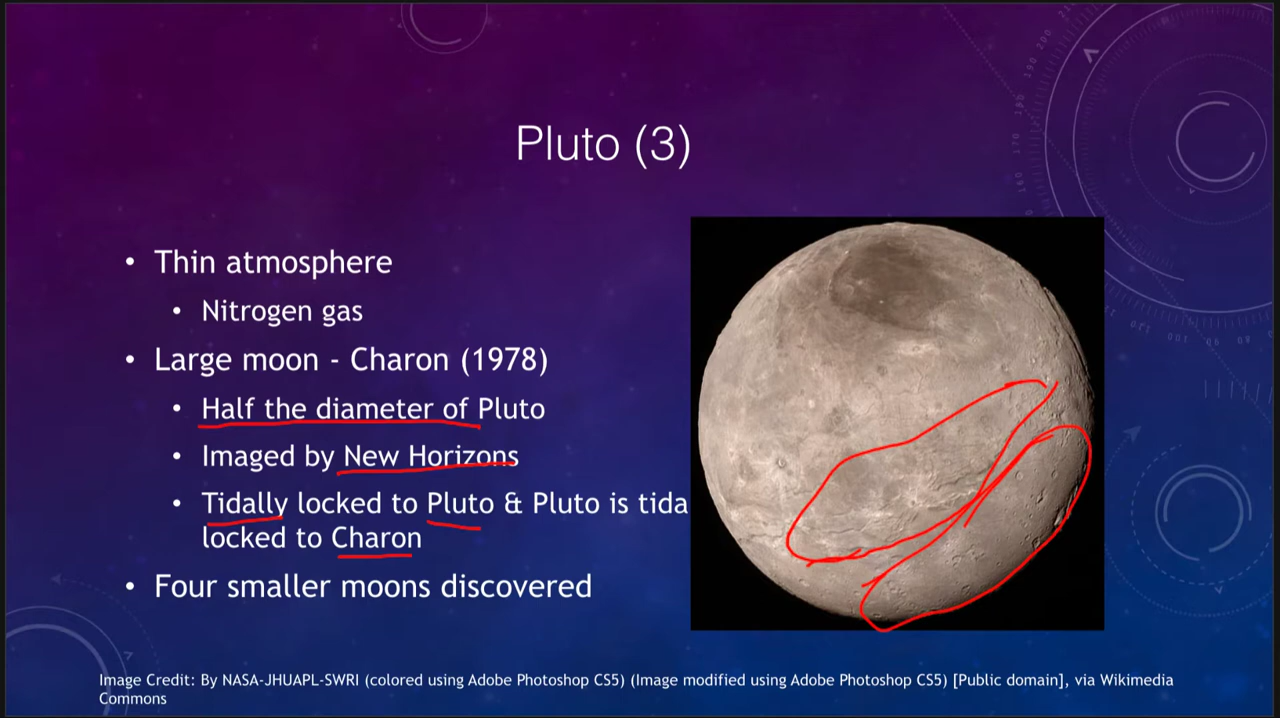 Pluto (3)
• Thin atmosphere
• Nitrogen gas
• Large moon - Charon (1978)
• Half the diameter of Pluto
• Imaged by New Horizons
• Tidally locked to Pluto & Pluto is tida
locked to Charon
• Four smaller moons discovered
Image Credit: By NASA-JHUAPL-SWRI (colored using Adobe Photoshop CS5) (Image modified using Adobe Photoshop CS5) [Public domain], via Wikimedia
Commons